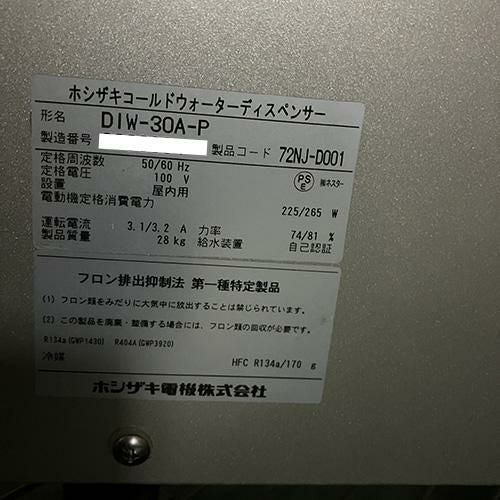 ホシザキコールドウォーターディスペンサー
形名 DIW-30A-P
製造番号 製品コード 72NJ-D001
定格周波数 50/60 Hz
定格電圧 100 V
設置 屋内用
PSE ㈱ネスター
電動機定格消費電力 225/265 W
運転電流 3.1/3.2 A 力率 74/81 %
製品質量 28 kg 給水装置 自己認証
フロン排出抑制法 第一種特定製品
(1) フロン類をみだりに大気中に放出することは禁じられています。
(2) この製品を廃棄・整備する場合には、フロン類の回収が必要です。
R134a(GWP1430) R404A(GWP3920)
冷媒 HFC R134a/170 g
ホシザキ電機株式会社